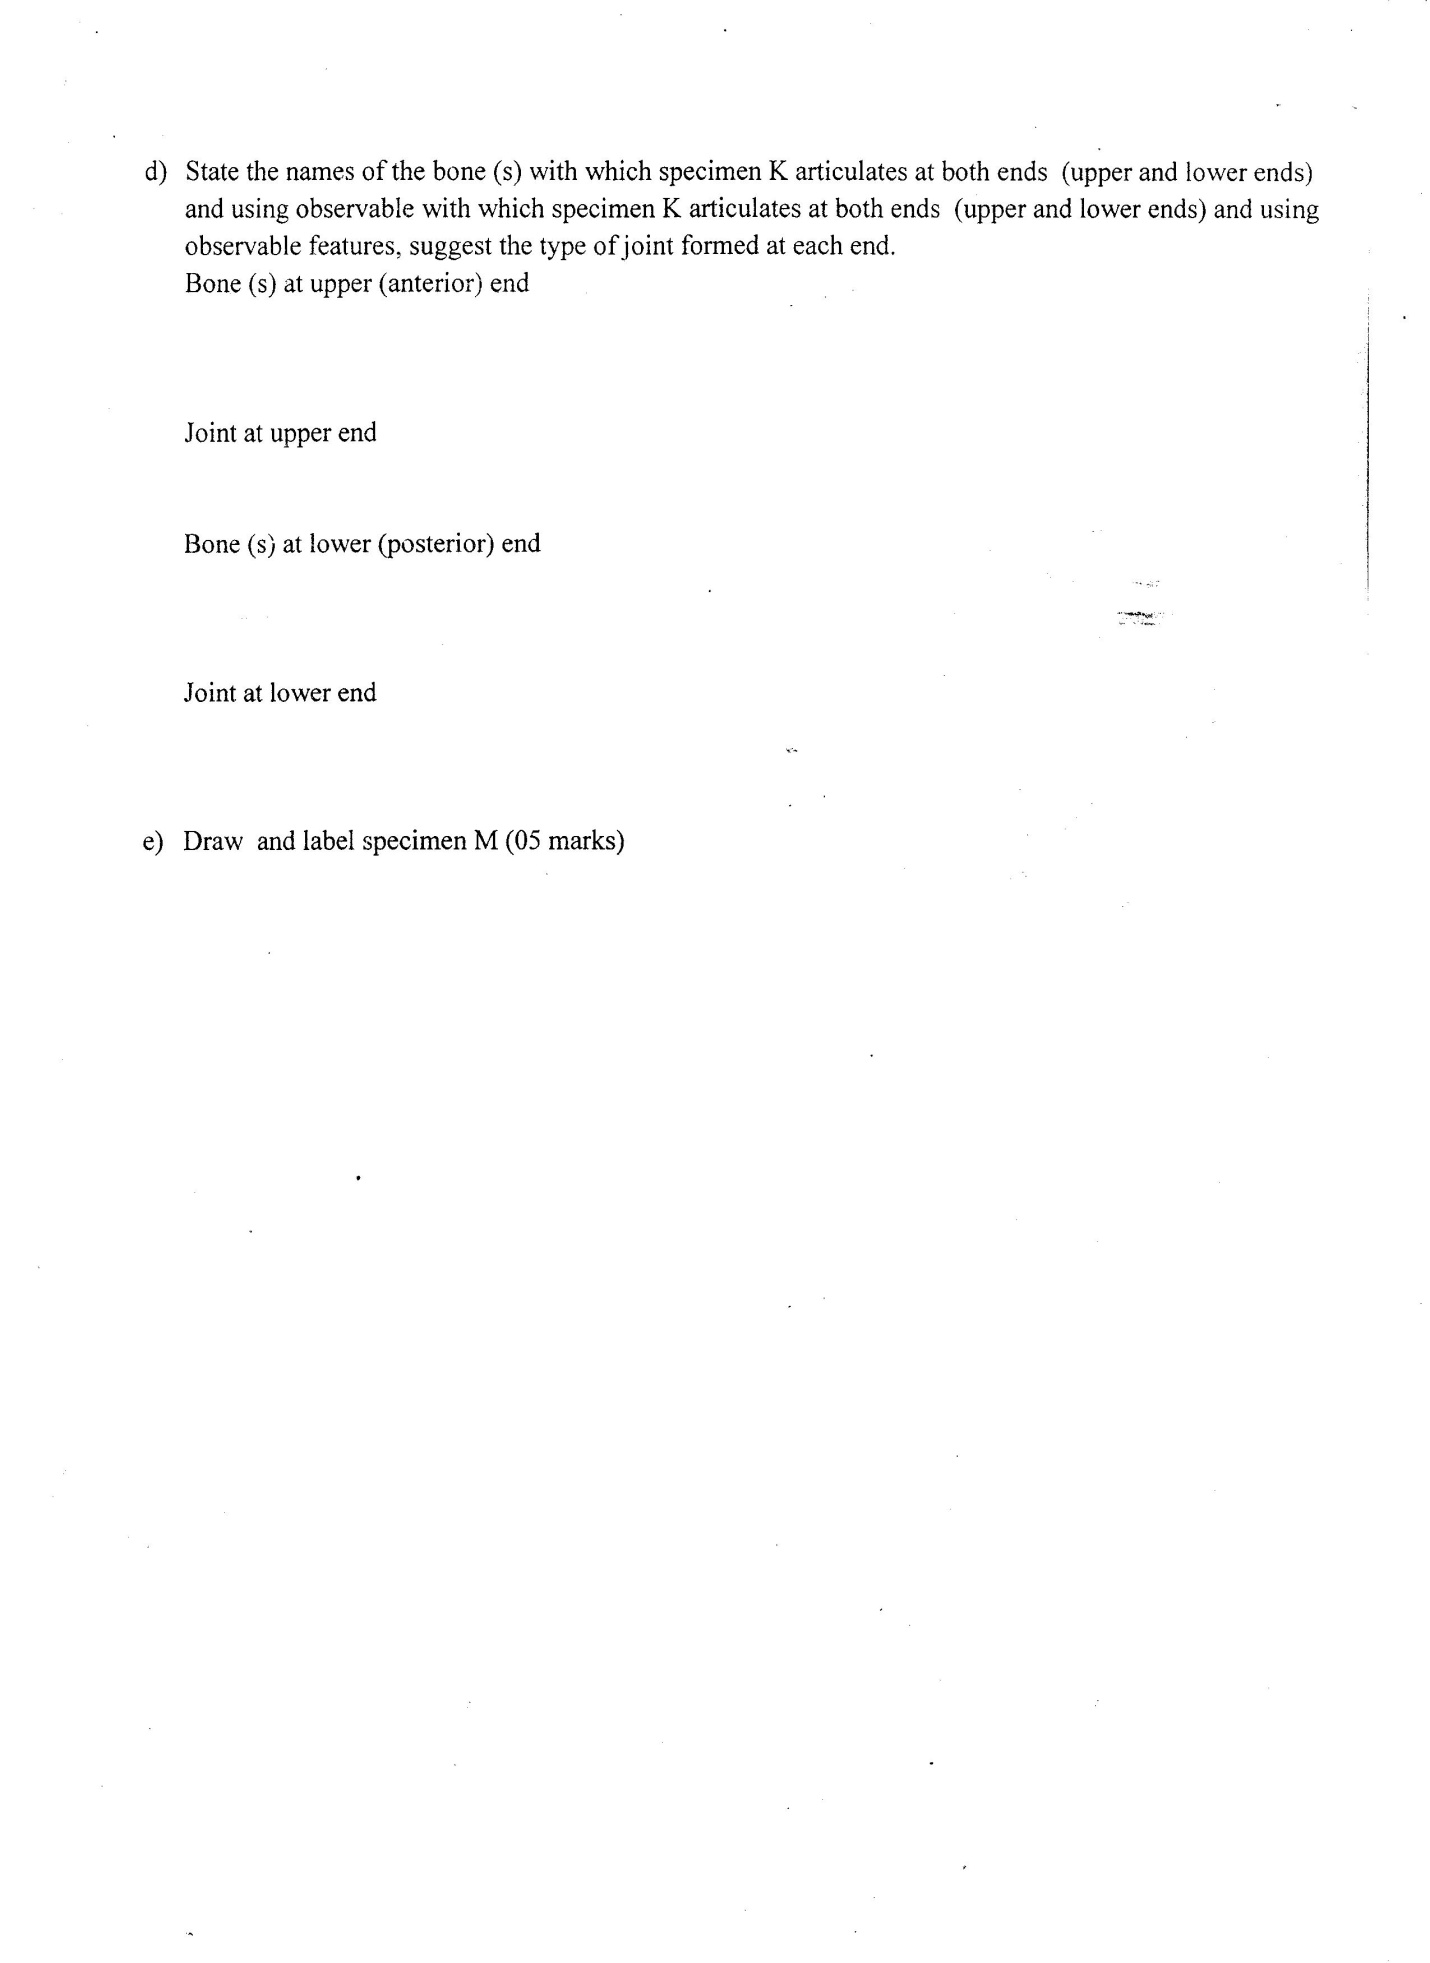 d) State the names of the bone (s) with which specimen K articulates at both ends (upper and lower ends)
and using observable with which specimen K articulates at both ends (upper and lower ends) and using
observable features, suggest the type of joint formed at each end.
Bone (s) at upper (anterior) end
Joint at upper end
Bone (s) at lower (posterior) end
Joint at lower end
e) Draw and label specimen M (05 marks)